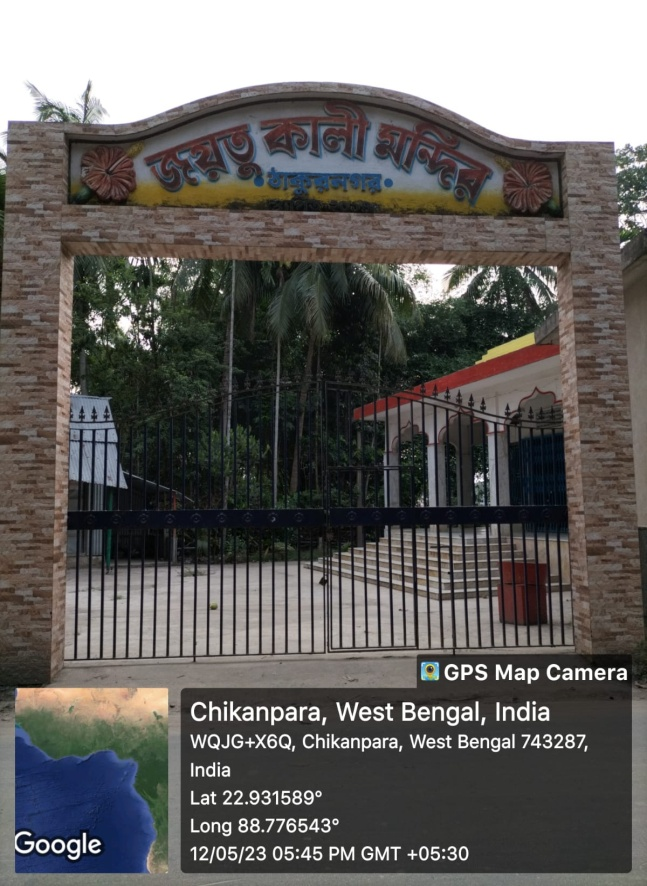 জয়তু কালী মন্দির
• ঠাকুরনগর •
GPS Map Camera
Chikanpara, West Bengal, India
WQJG+X6Q, Chikanpara, West Bengal 743287,
India
Lat 22.931589°
Long 88.776543°
12/05/23 05:45 PM GMT +05:30
Google